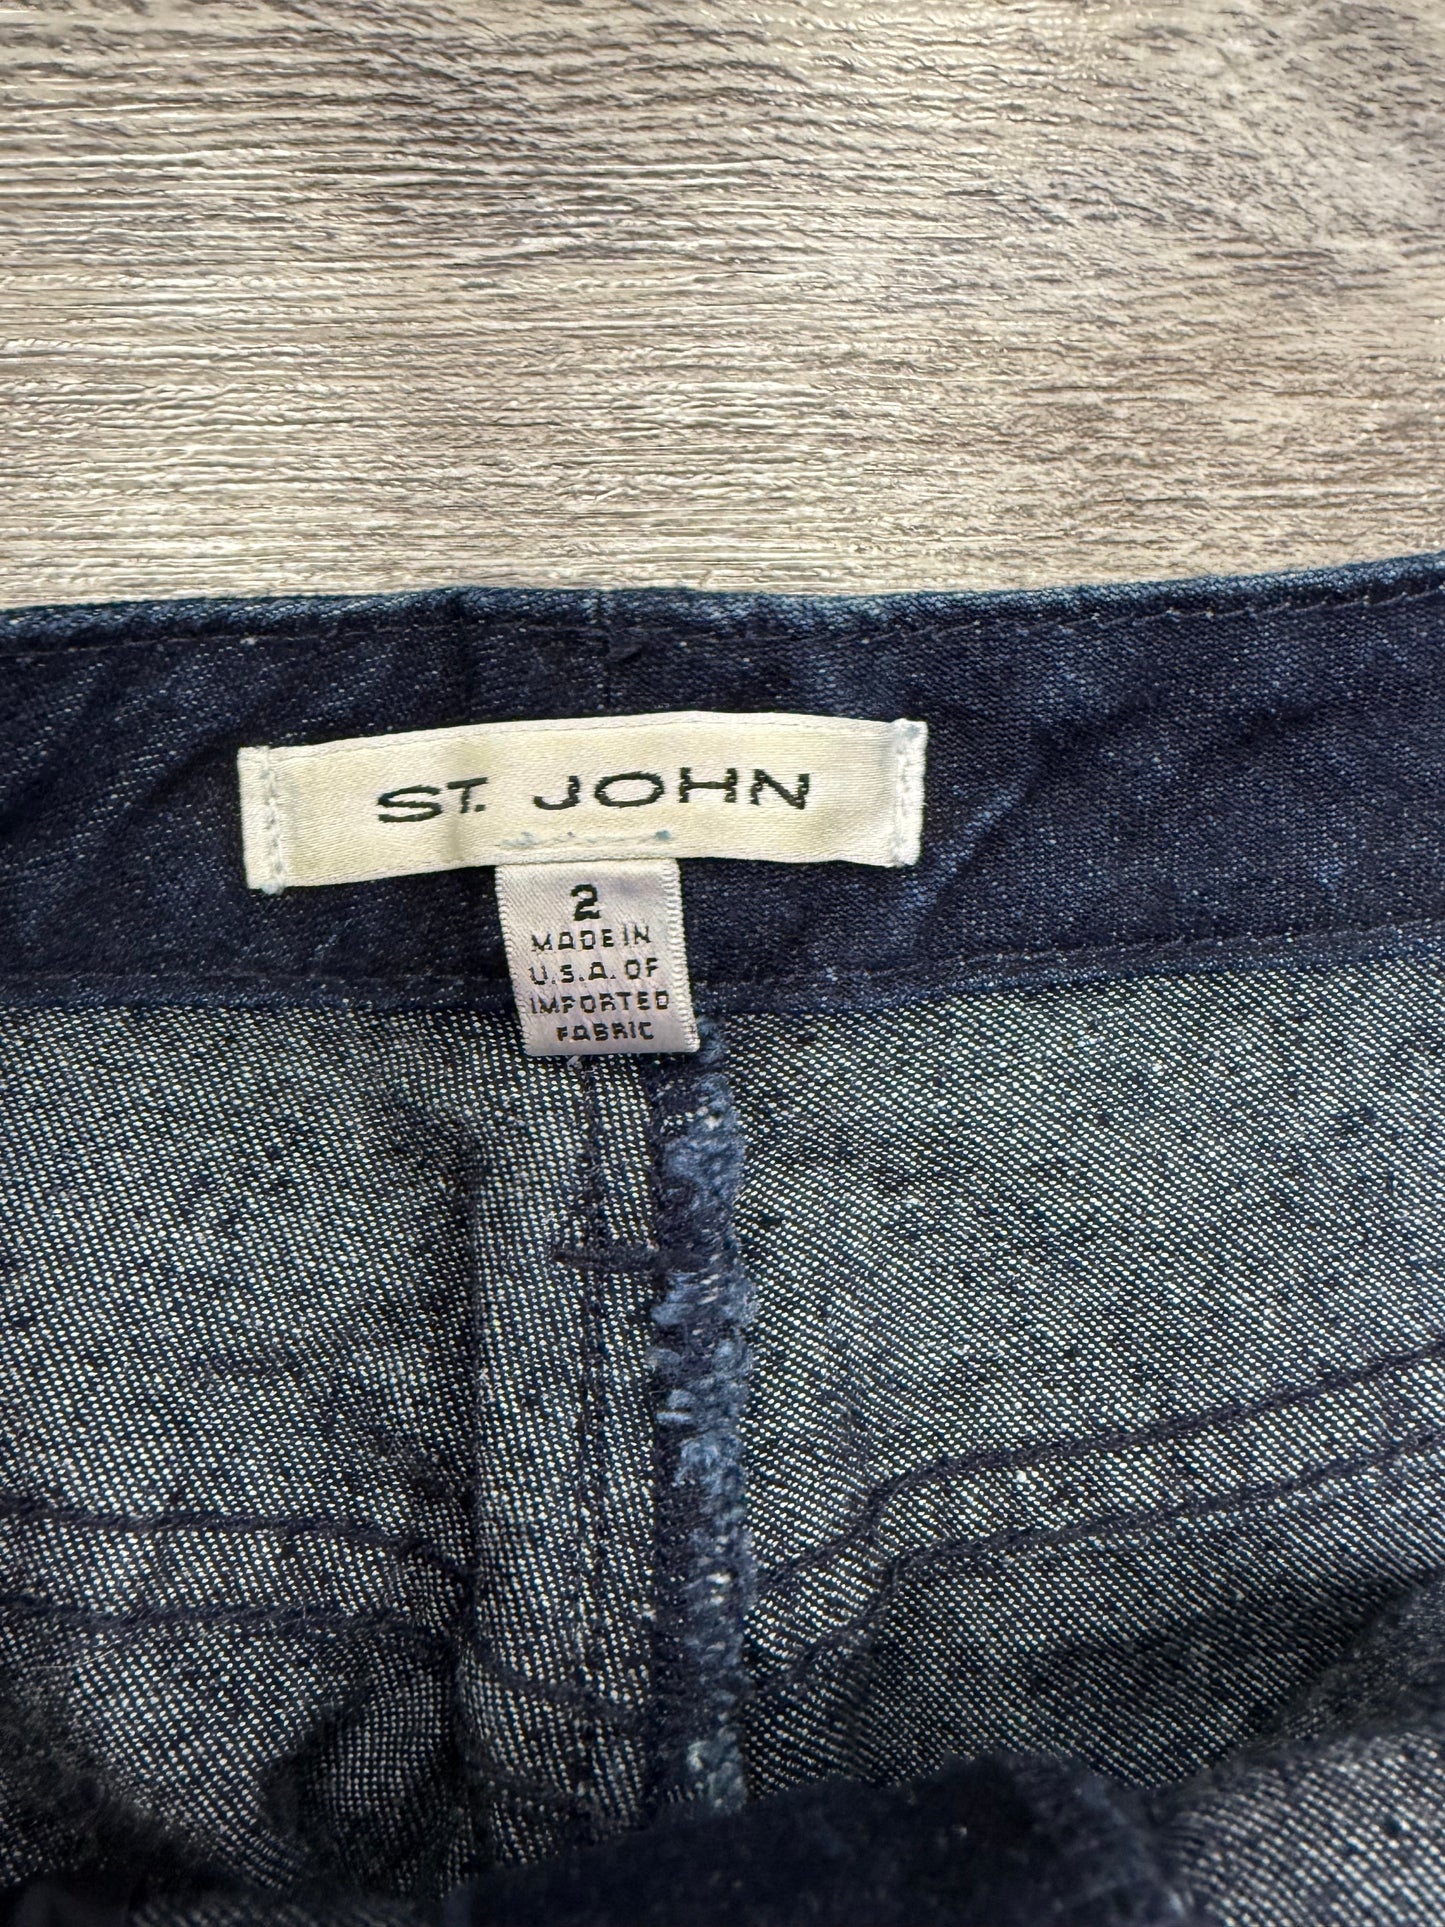 ST. JOHN
2
MADE IN
U.S.A. OF
IMPORTED
FABRIC